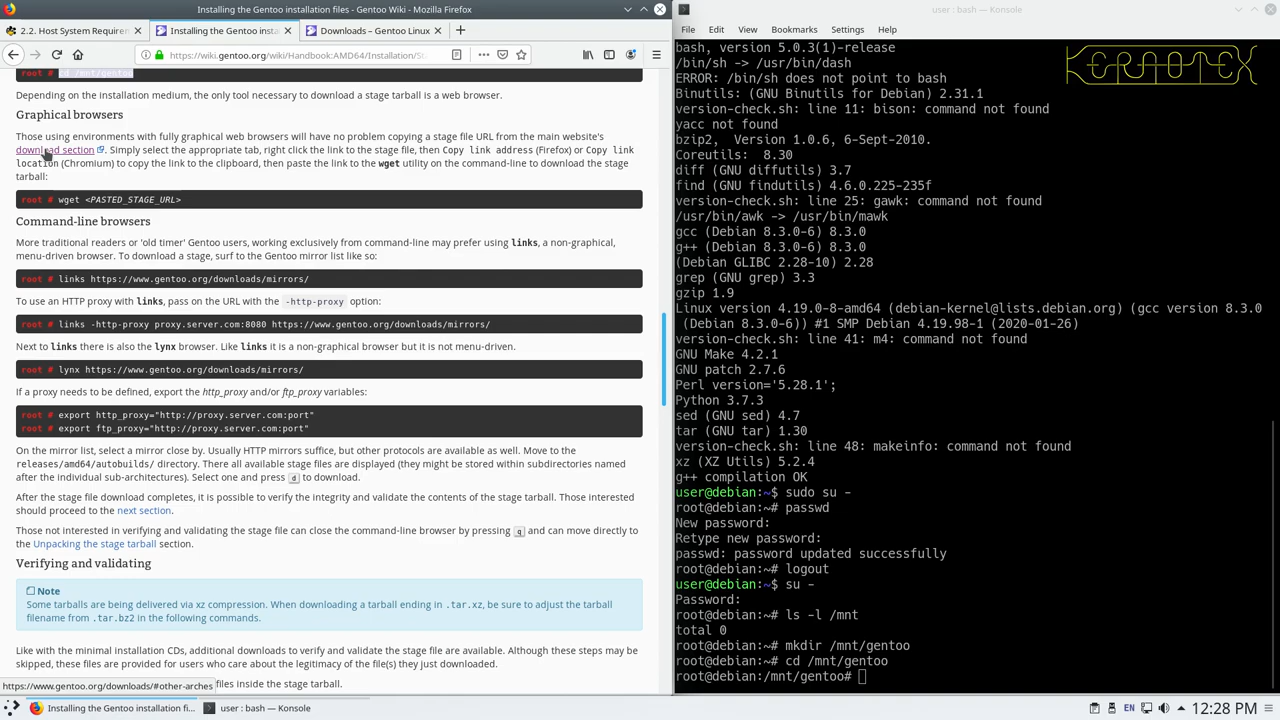 Installing the Gentoo installation files - Gentoo Wiki - Mozilla Firefox
2.2. Host System Requirem
Installing the Gentoo insta
Downloads – Gentoo Linux
https://wiki.gentoo.org/wiki/Handbook:AMD64/Installation/St
root # cd /mnt/gentoo
Depending on the installation medium, the only tool necessary to download a stage tarball is a web browser.
Graphical browsers
Those using environments with fully graphical web browsers will have no problem copying a stage file URL from the main website's
download section. Simply select the appropriate tab, right click the link to the stage file, then Copy link address (Firefox) or Copy link
location (Chromium) to copy the link to the clipboard, then paste the link to the wget utility on the command-line to download the stage
tarball:
root # wget <PASTED_STAGE_URL>
Command-line browsers
More traditional readers or 'old timer' Gentoo users, working exclusively from command-line may prefer using links, a non-graphical,
menu-driven browser. To download a stage, surf to the Gentoo mirror list like so:
root # links https://www.gentoo.org/downloads/mirrors/
To use an HTTP proxy with links, pass on the URL with the -http-proxy option:
root # links -http-proxy proxy.server.com:8080 https://www.gentoo.org/downloads/mirrors/
Next to links there is also the lynx browser. Like links it is a non-graphical browser but it is not menu-driven.
root # lynx https://www.gentoo.org/downloads/mirrors/
If a proxy needs to be defined, export the http_proxy and/or ftp_proxy variables:
root # export http_proxy="http://proxy.server.com:port"
root # export ftp_proxy="http://proxy.server.com:port"
On the mirror list, select a mirror close by. Usually HTTP mirrors suffice, but other protocols are available as well. Move to the
releases/amd64/autobuilds/ directory. There all available stage files are displayed (they might be stored within subdirectories named
after the individual sub-architectures). Select one and press d to download.
After the stage file download completes, it is possible to verify the integrity and validate the contents of the stage tarball. Those interested
should proceed to the next section.
Those not interested in verifying and validating the stage file can close the command-line browser by pressing q and can move directly to
the Unpacking the stage tarball section.
Verifying and validating
Note
Some tarballs are being delivered via xz compression. When downloading a tarball ending in .tar.xz, be sure to adjust the tarball
filename from .tar.bz2 in the following commands.
Like with the minimal installation CDs, additional downloads to verify and validate the stage file are available. Although these steps may be
skipped, these files are provided for users who care about the legitimacy of the file(s) they just downloaded.
https://www.gentoo.org/downloads/#other-arches files inside the stage tarball.
user : bash — Konsole
File Edit View Bookmarks Settings Help
KERNOTEX
bash, version 5.0.3(1)-release
/bin/sh -> /usr/bin/dash
ERROR: /bin/sh does not point to bash
Binutils: (GNU Binutils for Debian) 2.31.1
version-check.sh: line 11: bison: command not found
yacc not found
bzip2,  Version 1.0.6, 6-Sept-2010.
Coreutils:  8.30
diff (GNU diffutils) 3.7
find (GNU findutils) 4.6.0.225-235f
version-check.sh: line 25: gawk: command not found
/usr/bin/awk -> /usr/bin/mawk
gcc (Debian 8.3.0-6) 8.3.0
g++ (Debian 8.3.0-6) 8.3.0
(Debian GLIBC 2.28-10) 2.28
grep (GNU grep) 3.3
gzip 1.9
Linux version 4.19.0-8-amd64 (debian-kernel@lists.debian.org) (gcc version 8.3.0
(Debian 8.3.0-6)) #1 SMP Debian 4.19.98-1 (2020-01-26)
version-check.sh: line 41: m4: command not found
GNU Make 4.2.1
GNU patch 2.7.6
Perl version='5.28.1';
Python 3.7.3
sed (GNU sed) 4.7
tar (GNU tar) 1.30
version-check.sh: line 48: makeinfo: command not found
xz (XZ Utils) 5.2.4
g++ compilation OK
user@debian:~$ sudo su -
root@debian:~# passwd
New password:
Retype new password:
passwd: password updated successfully
root@debian:~# logout
user@debian:~$ su -
Password:
root@debian:~# ls -l /mnt
total 0
root@debian:~# mkdir /mnt/gentoo
root@debian:~# cd /mnt/gentoo
root@debian:/mnt/gentoo#
Installing the Gentoo installation fi...
user : bash — Konsole
EN
12:28 PM